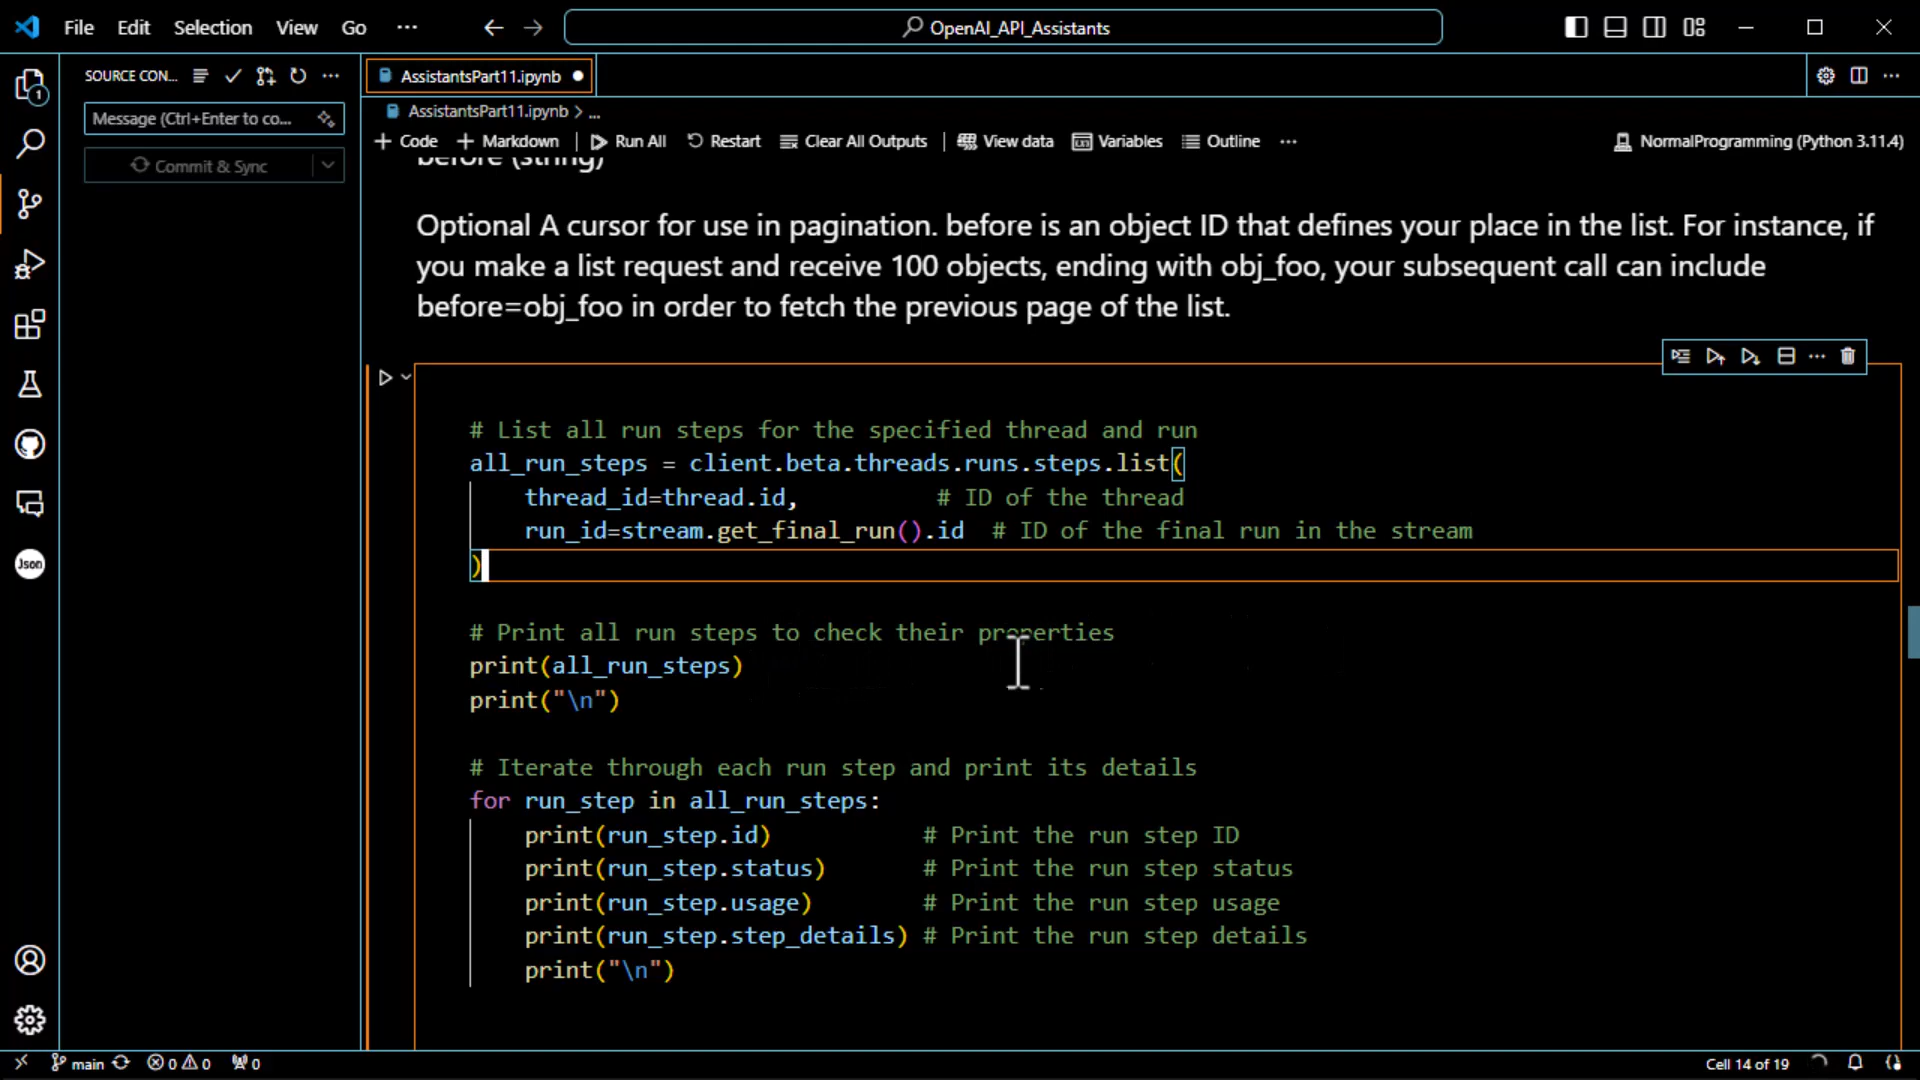 File Edit Selection View Go ··· OpenAI_API_Assistants
SOURCE CON...
Message (Ctrl+Enter to co...
Commit & Sync
AssistantsPart11.ipynb
AssistantsPart11.ipynb > ...
+ Code + Markdown Run All Restart Clear All Outputs View data Variables Outline ··· NormalProgramming (Python 3.11.4)
before (string)
Optional A cursor for use in pagination. before is an object ID that defines your place in the list. For instance, if
you make a list request and receive 100 objects, ending with obj_foo, your subsequent call can include
before=obj_foo in order to fetch the previous page of the list.
# List all run steps for the specified thread and run
all_run_steps = client.beta.threads.runs.steps.list(
thread_id=thread.id, # ID of the thread
run_id=stream.get_final_run().id # ID of the final run in the stream
)
# Print all run steps to check their properties
print(all_run_steps)
print("\n")
# Iterate through each run step and print its details
for run_step in all_run_steps:
print(run_step.id) # Print the run step ID
print(run_step.status) # Print the run step status
print(run_step.usage) # Print the run step usage
print(run_step.step_details) # Print the run step details
print("\n")
1
Json
main 0 0 0 Cell 14 of 19